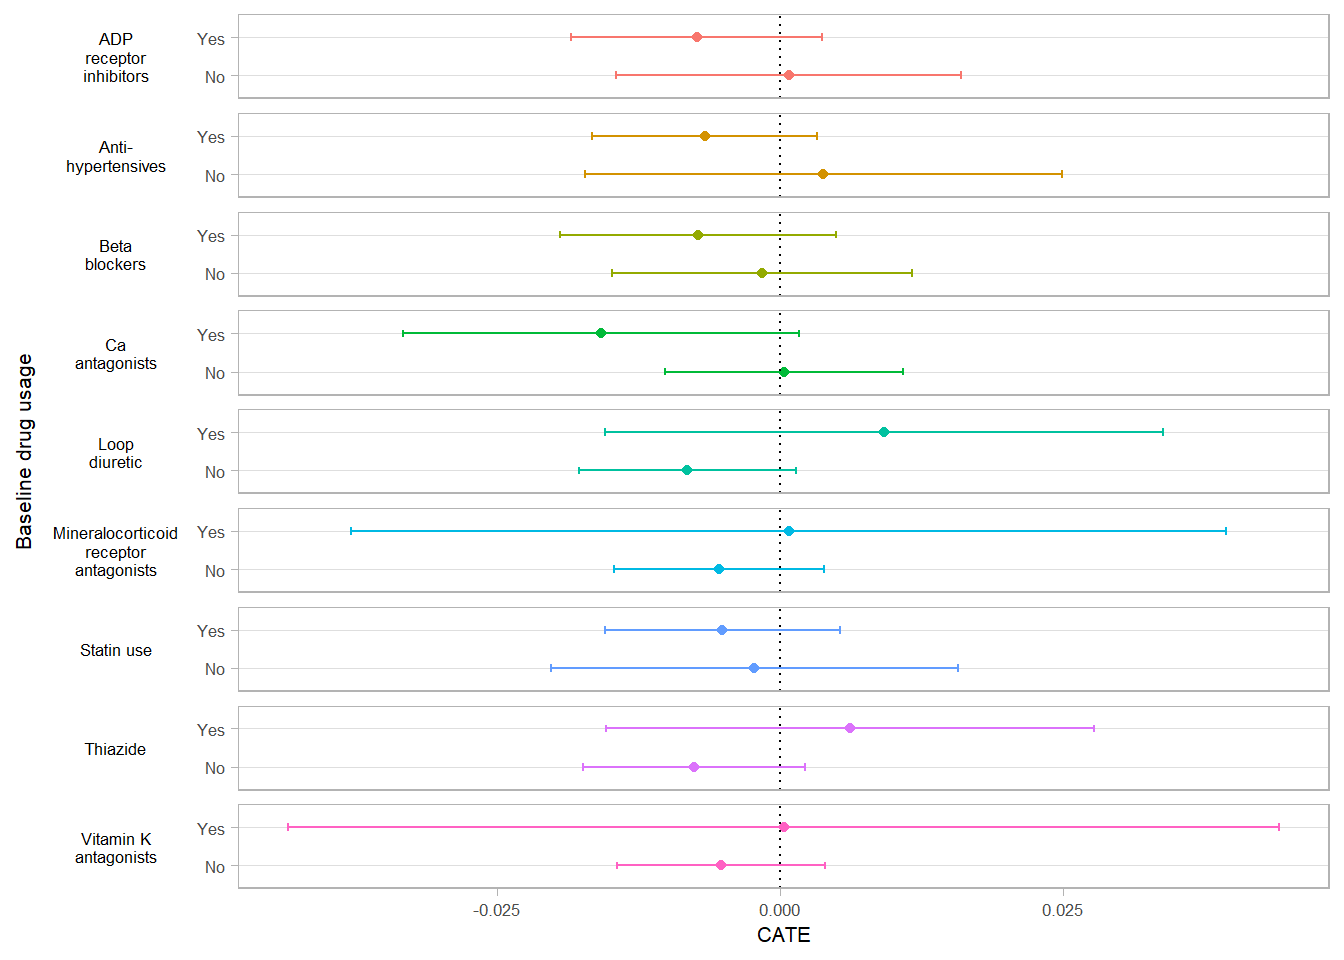 ADP
receptor
inhibitors
Yes
No
Anti-
hypertensives
Yes
No
Beta
blockers
Yes
No
Ca
antagonists
Yes
No
Loop
diuretic
Yes
No
Mineralocorticoid
receptor
antagonists
Yes
No
Statin use
Yes
No
Thiazide
Yes
No
Vitamin K
antagonists
Yes
No
Baseline drug usage
-0.025 0.000 0.025
CATE